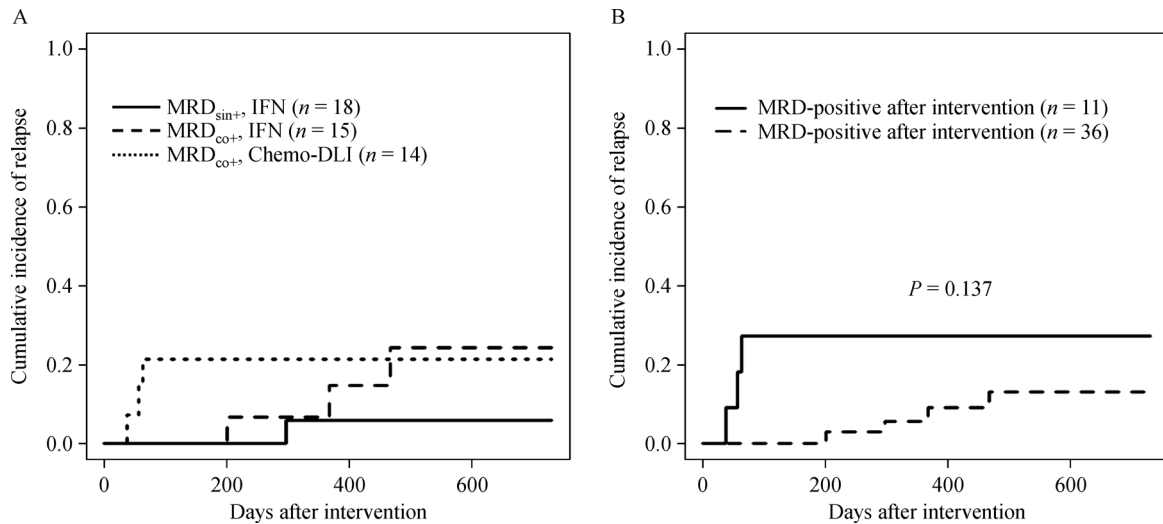 A
Cumulative incidence of relapse
1.0
0.8
0.6
0.4
0.2
0.0
MRDsin+, IFN (n = 18)
MRDco+, IFN (n = 15)
MRDco+, Chemo-DLI (n = 14)
0 200 400 600
Days after intervention
B
Cumulative incidence of relapse
1.0
0.8
0.6
0.4
0.2
0.0
MRD-positive after intervention (n = 11)
MRD-positive after intervention (n = 36)
P = 0.137
0 200 400 600
Days after intervention